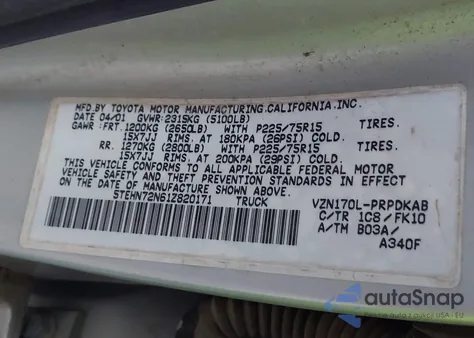 MFD.BY TOYOTA MOTOR MANUFACTURING.CALIFORNIA.INC.
DATE 04/01 GVWR:2315KG (5100LB)
GAWR:FRT.1200KG (2650LB) WITH P225/75R15 TIRES.
15X7JJ RIMS. AT 180KPA (26PSI) COLD.
RR. 1270KG (2800LB) WITH P225/75R15 TIRES.
15X7JJ RIMS. AT 200KPA (29PSI) COLD.
THIS VEHICLE CONFORMS TO ALL APPLICABLE FEDERAL MOTOR
VEHICLE SAFETY AND THEFT PREVENTION STANDARDS IN EFFECT
ON THE DATE OF MANUFACTURE SHOWN ABOVE.
5TEHN72N61Z820171 TRUCK VZN170L-PRPDKAB
C/TR 1C8/FK10
A/TM B03A/
A340F
autoSnap